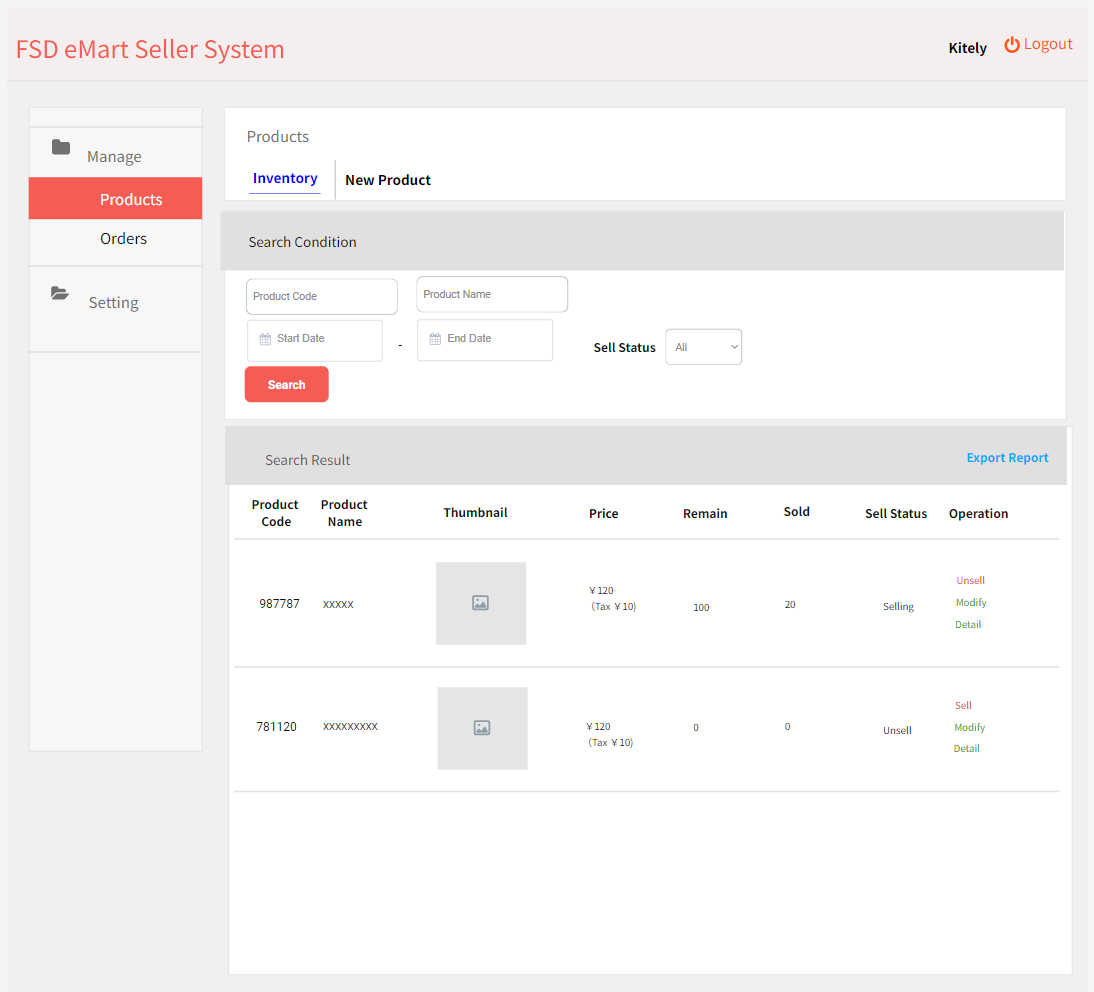 FSD eMart Seller System
Kitely
Logout
Manage
Products
Orders
Setting
Products
Inventory
New Product
Search Condition
Product Code
Product Name
Start Date
-
End Date
Sell Status
All
Search
Search Result
Export Report
Product Code
Product Name
Thumbnail
Price
Remain
Sold
Sell Status
Operation
987787
xxxxx
￥120
（Tax ￥10)
100
20
Selling
Unsell
Modify
Detail
781120
xxxxxxxxx
￥120
（Tax ￥10)
0
0
Unsell
Sell
Modify
Detail